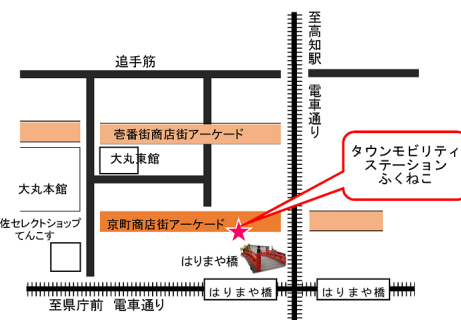 至高知駅
追手筋
電車通り
壱番街商店街アーケード
大丸東館
タウンモビリティ
ステーション
ふくねこ
大丸本館
佐セレクトショップ
てんこす
京町商店街アーケード
はりまや橋
はりまや橋
はりまや橋
至県庁前 電車通り